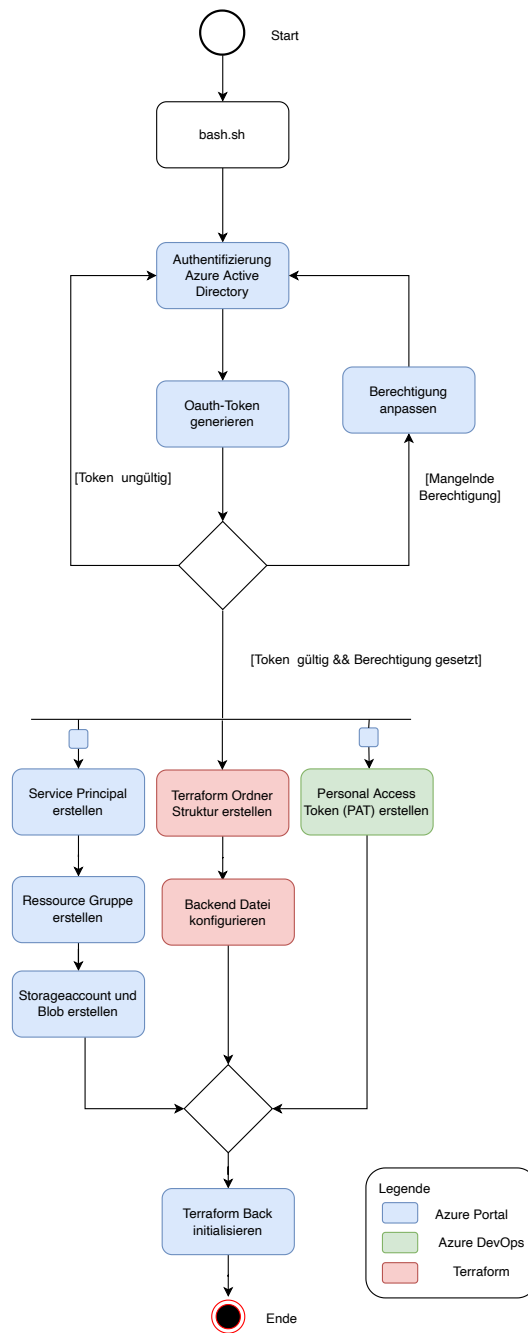 Start
bash.sh
Authentifizierung
Azure Active
Directory
Oauth-Token
generieren
Berechtigung
anpassen
[Token  ungültig]
[Mangelnde
Berechtigung]
[Token  gültig && Berechtigung gesetzt]
Service Principal
erstellen
Terraform Ordner
Struktur erstellen
Personal Access
Token (PAT) erstellen
Ressource Gruppe
erstellen
Backend Datei
konfigurieren
Storageaccount und
Blob erstellen
Terraform Back
initialisieren
Ende
Legende
Azure Portal
Azure DevOps
Terraform